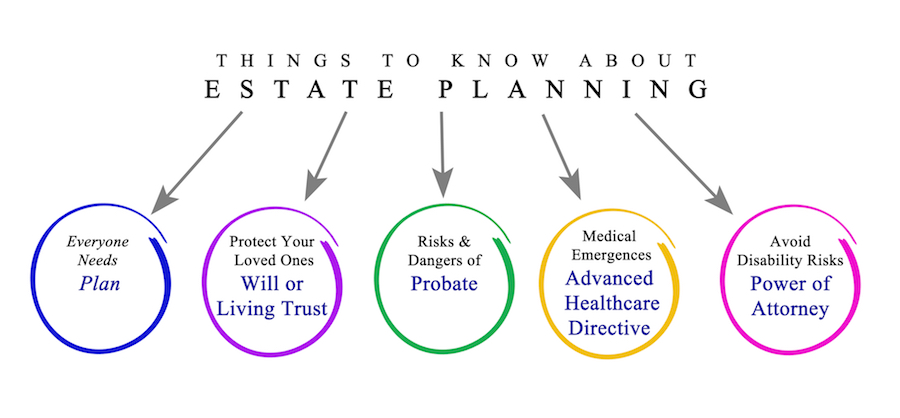 THINGS TO KNOW ABOUT
ESTATE PLANNING
Everyone
Needs
Plan
Protect Your
Loved Ones
Will or
Living Trust
Risks &
Dangers of
Probate
Medical
Emergences
Advanced
Healthcare
Directive
Avoid
Disability Risks
Power of
Attorney